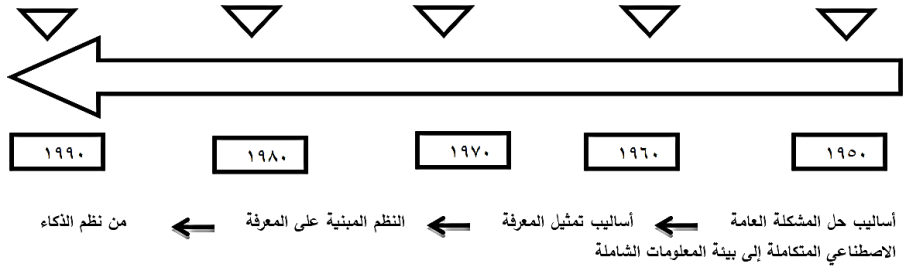 ١٩٥٠ ١٩٦٠ ١٩٧٠ ١٩٨٠ ١٩٩٠
أساليب حل المشكلة العامة أساليب تمثيل المعرفة النظم المبنية على المعرفة من نظم الذكاء
الاصطناعي المتكاملة إلى بيئة المعلومات الشاملة